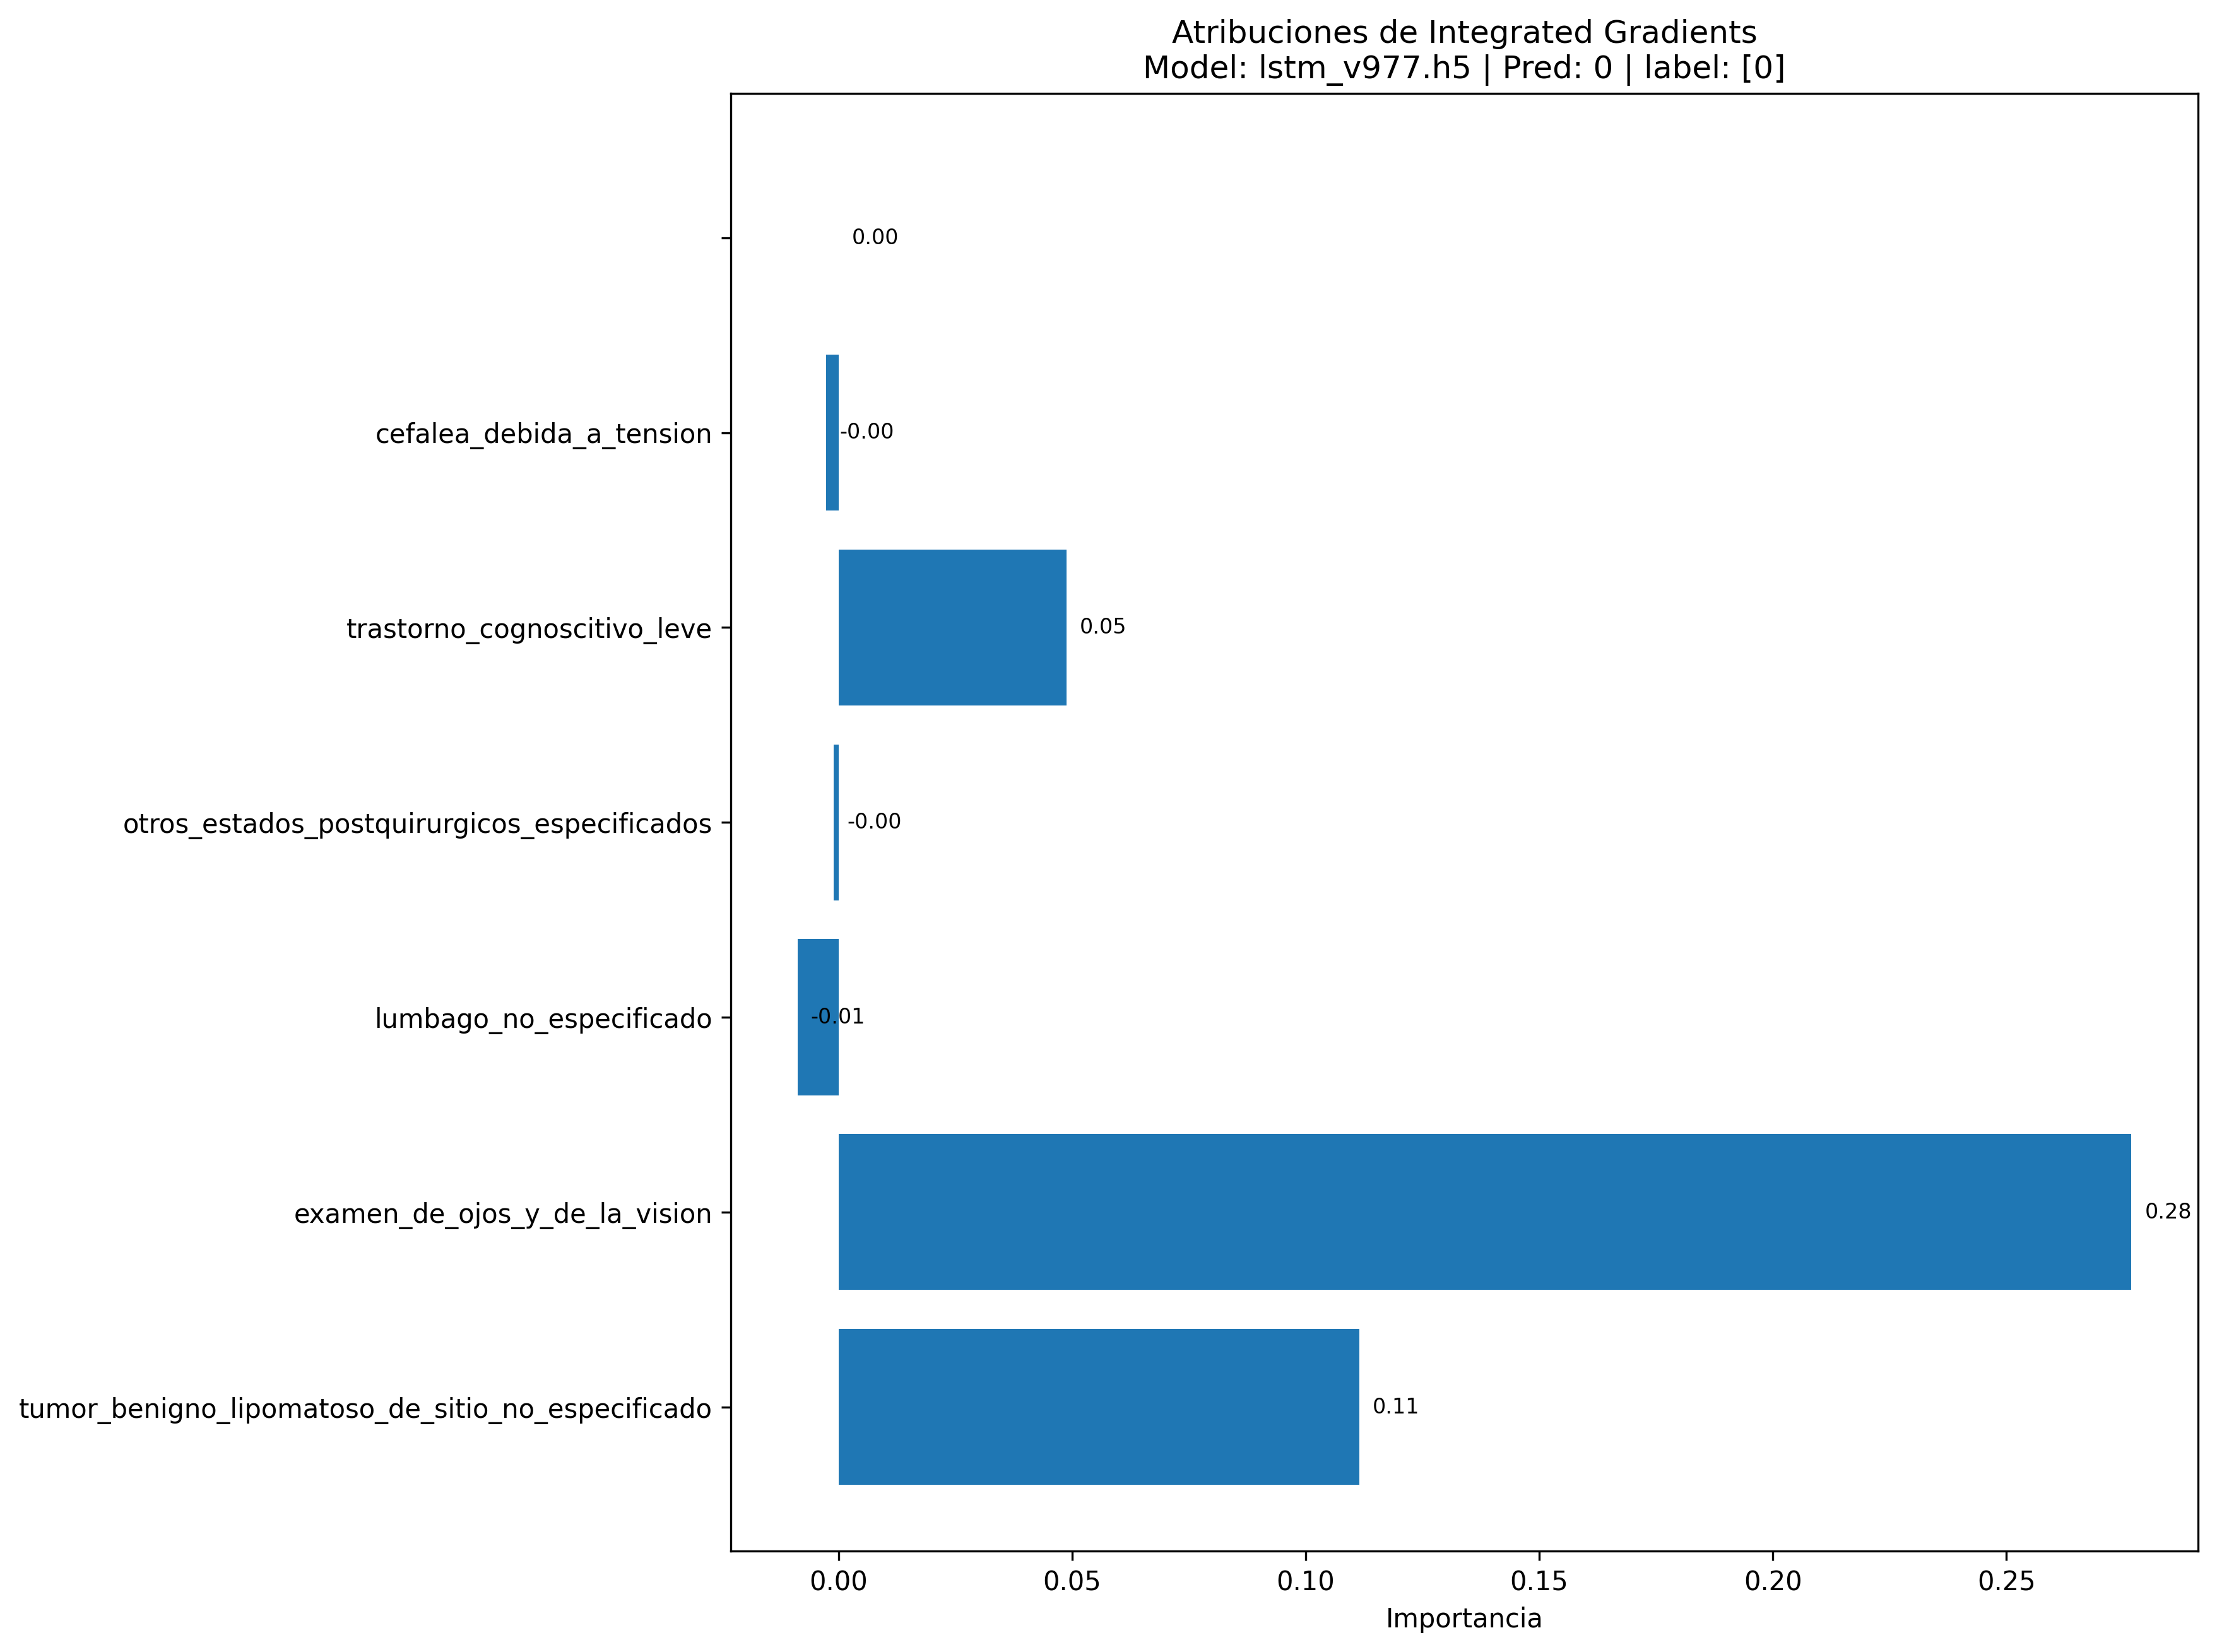 Atribuciones de Integrated Gradients
Model: lstm_v977.h5 | Pred: 0 | label: [0]
0.00
cefalea_debida_a_tension
-0.00
trastorno_cognoscitivo_leve
0.05
otros_estados_postquirurgicos_especificados
-0.00
lumbago_no_especificado
-0.01
examen_de_ojos_y_de_la_vision
0.28
tumor_benigno_lipomatoso_de_sitio_no_especificado
0.11
0.00 0.05 0.10 0.15 0.20 0.25
Importancia